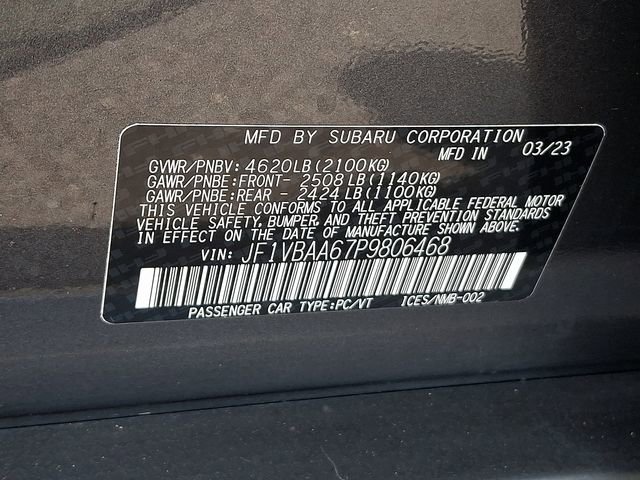 MFD BY SUBARU CORPORATION
MFD IN 03/23
GVWR/PNBV: 4620LB(2100KG)
GAWR/PNBE:FRONT- 2508LB(1140KG)
GAWR/PNBE:REAR - 2424LB(1100KG)
THIS VEHICLE CONFORMS TO ALL APPLICABLE FEDERAL MOTOR
VEHICLE SAFETY, BUMPER, AND THEFT PREVENTION STANDARDS
IN EFFECT ON THE DATE OF MANUFACTURE SHOWN ABOVE.
VIN: JF1VBAA67P9806468
PASSENGER CAR TYPE:PC/VT ICES/NMB-002